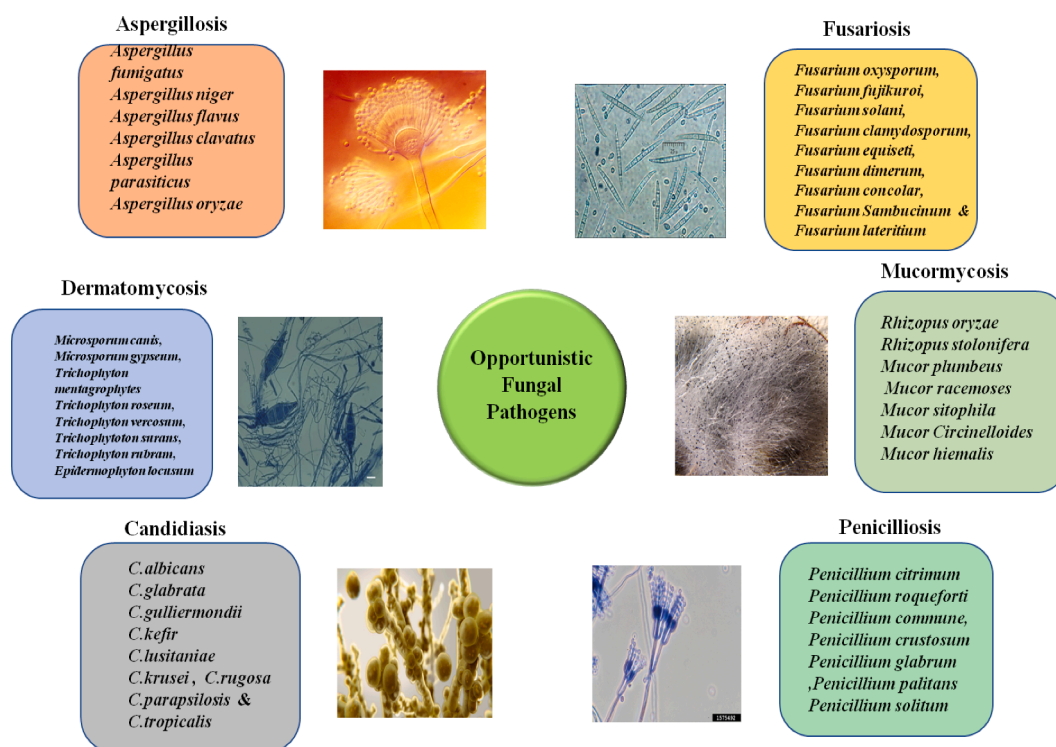 Aspergillosis
Aspergillus
fumigatus
Aspergillus niger
Aspergillus flavus
Aspergillus clavatus
Aspergillus
parasiticus
Aspergillus oryzae
Fusariosis
Fusarium oxysporum,
Fusarium fujikuroi,
Fusarium solani,
Fusarium clamydosporum,
Fusarium equiseti,
Fusarium dimerum,
Fusarium concolar,
Fusarium Sambucinum &
Fusarium lateritium
Dermatomycosis
Microsporum canis,
Microsporum gypseum,
Trichophyton
mentagrophytes
Trichophyton roseum,
Trichophyton vercosum,
Trichophytoton surans,
Trichophyton rubram,
Epidermophyton locusum
Opportunistic
Fungal
Pathogens
Mucormycosis
Rhizopus oryzae
Rhizopus stolonifera
Mucor plumbeus
Mucor racemoses
Mucor sitophila
Mucor Circinelloides
Mucor hiemalis
Candidiasis
C.albicans
C.glabrata
C.gulliermondii
C.kefir
C.lusitaniae
C.krusei , C.rugosa
C.parapsilosis &
C.tropicalis
Penicilliosis
Penicillium citrimum
Penicillium roqueforti
Penicillium commune,
Penicillium crustosum
Penicillium glabrum
,Penicillium palitans
Penicillium solitum